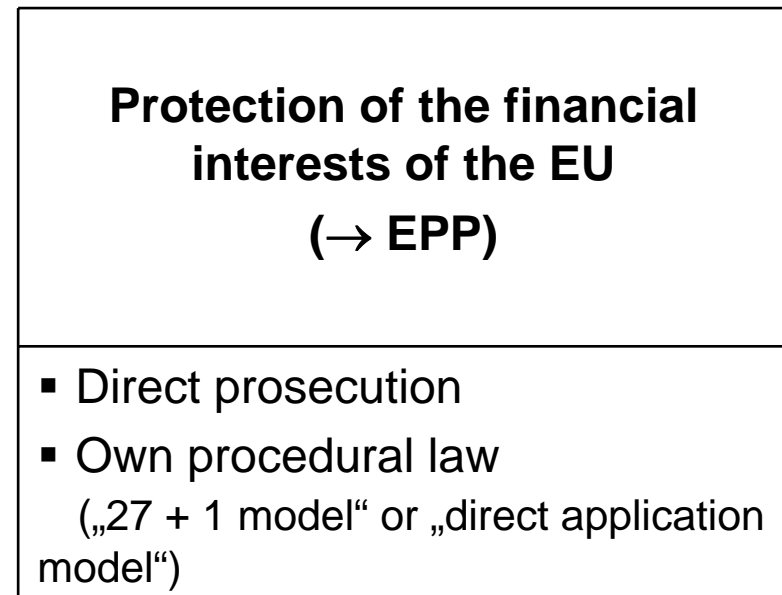 Protection of the financial
interests of the EU
(→ EPP)
▪ Direct prosecution
▪ Own procedural law
(„27 + 1 model“ or „direct application
model“)